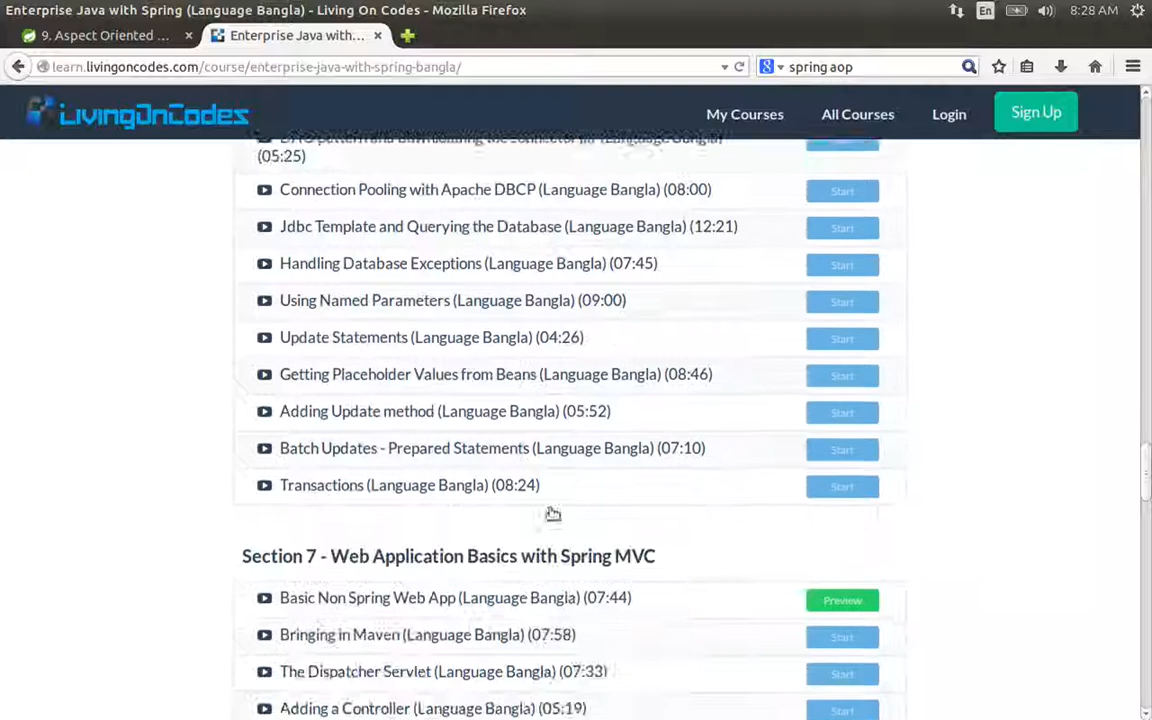 Enterprise Java with Spring (Language Bangla) - Living On Codes - Mozilla Firefox
En
8:28 AM
9. Aspect Oriented ...
Enterprise Java with...
learn.livingoncodes.com/course/enterprise-java-with-spring-bangla/
spring aop
LivingOnCodes
My Courses
All Courses
Login
Sign Up
(05:25)
Connection Pooling with Apache DBCP (Language Bangla) (08:00)
Start
Jdbc Template and Querying the Database (Language Bangla) (12:21)
Start
Handling Database Exceptions (Language Bangla) (07:45)
Start
Using Named Parameters (Language Bangla) (09:00)
Start
Update Statements (Language Bangla) (04:26)
Start
Getting Placeholder Values from Beans (Language Bangla) (08:46)
Start
Adding Update method (Language Bangla) (05:52)
Start
Batch Updates - Prepared Statements (Language Bangla) (07:10)
Start
Transactions (Language Bangla) (08:24)
Start
Section 7 - Web Application Basics with Spring MVC
Basic Non Spring Web App (Language Bangla) (07:44)
Preview
Bringing in Maven (Language Bangla) (07:58)
Start
The Dispatcher Servlet (Language Bangla) (07:33)
Start
Adding a Controller (Language Bangla) (05:19)
Start